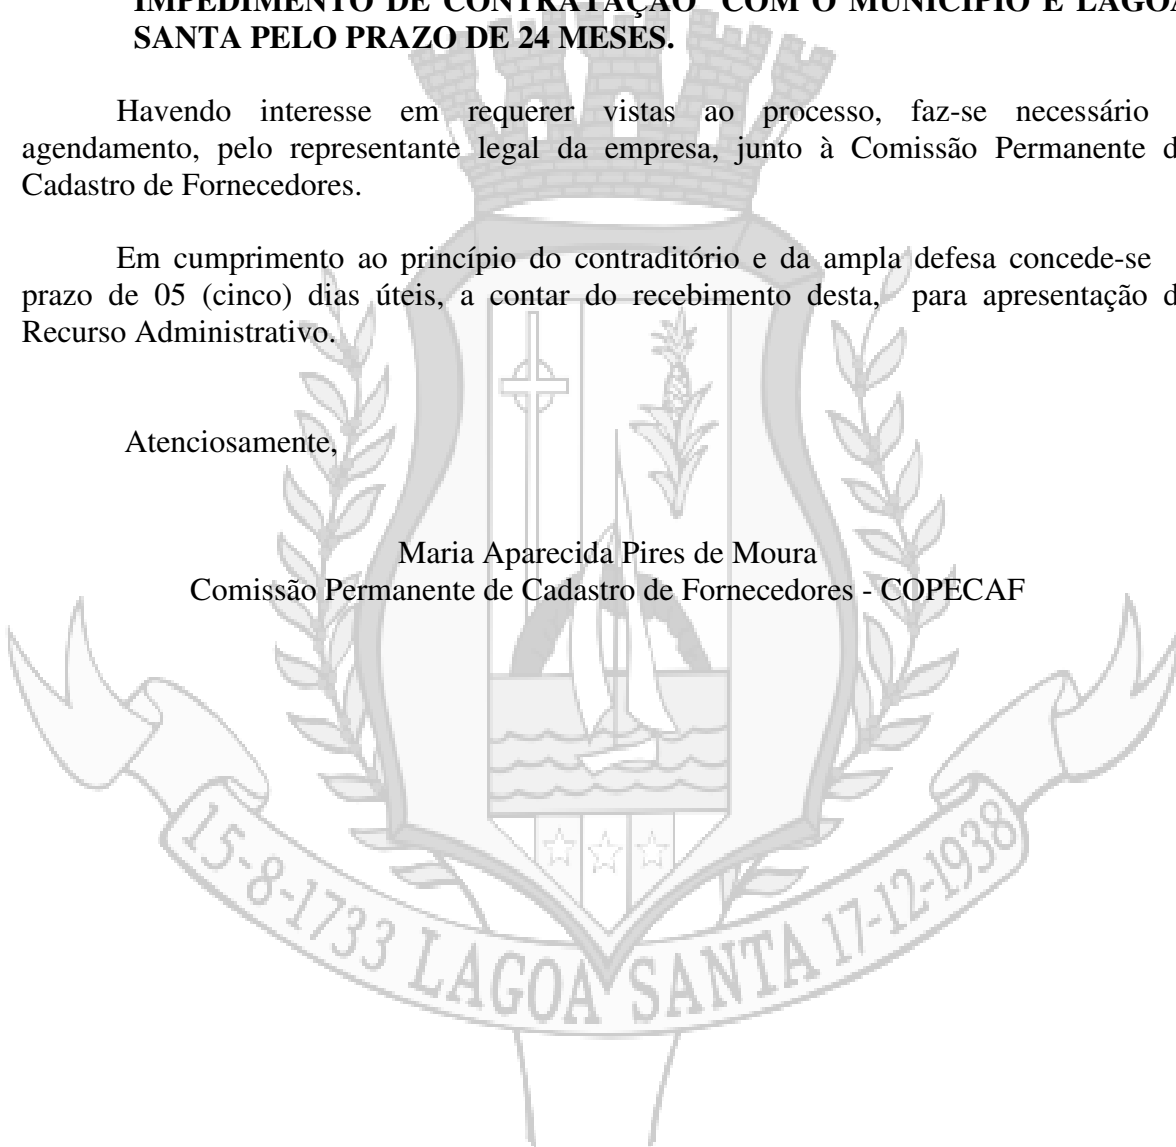 IMPEDIMENTO DE CONTRATAÇÃO COM O MUNICÍPIO E LAGOA
SANTA PELO PRAZO DE 24 MESES.
Havendo interesse em requerer vistas ao processo, faz-se necessário
agendamento, pelo representante legal da empresa, junto à Comissão Permanente d
Cadastro de Fornecedores.
Em cumprimento ao princípio do contraditório e da ampla defesa concede-se
prazo de 05 (cinco) dias úteis, a contar do recebimento desta, para apresentação d
Recurso Administrativo.
Atenciosamente,
Maria Aparecida Pires de Moura
Comissão Permanente de Cadastro de Fornecedores - COPECAF
15-8-1733 LAGOA SANTA 17-12-1938